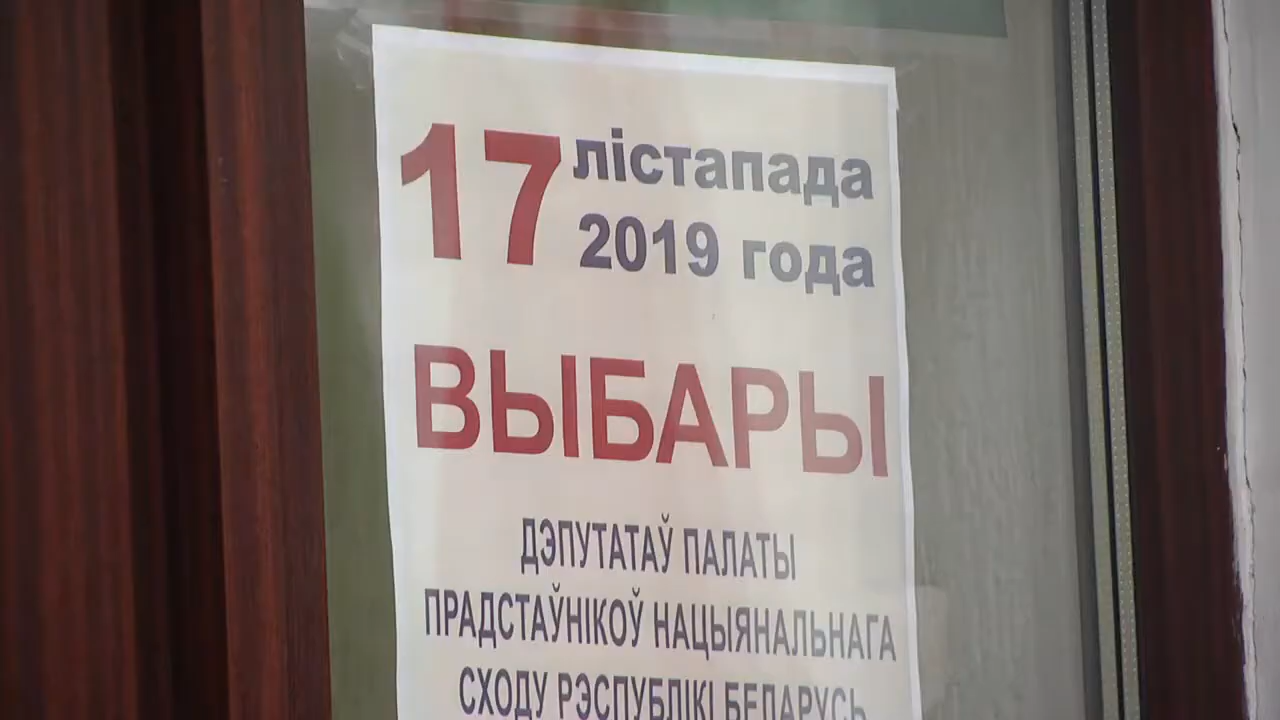 17 лістапада
2019 года
ВЫБАРЫ
ДЭПУТАТАЎ ПАЛАТЫ
ПРАДСТАЎНІКОЎ НАЦЫЯНАЛЬНАГА
СХОДУ РЭСПУБЛІКІ БЕЛАРУСЬ